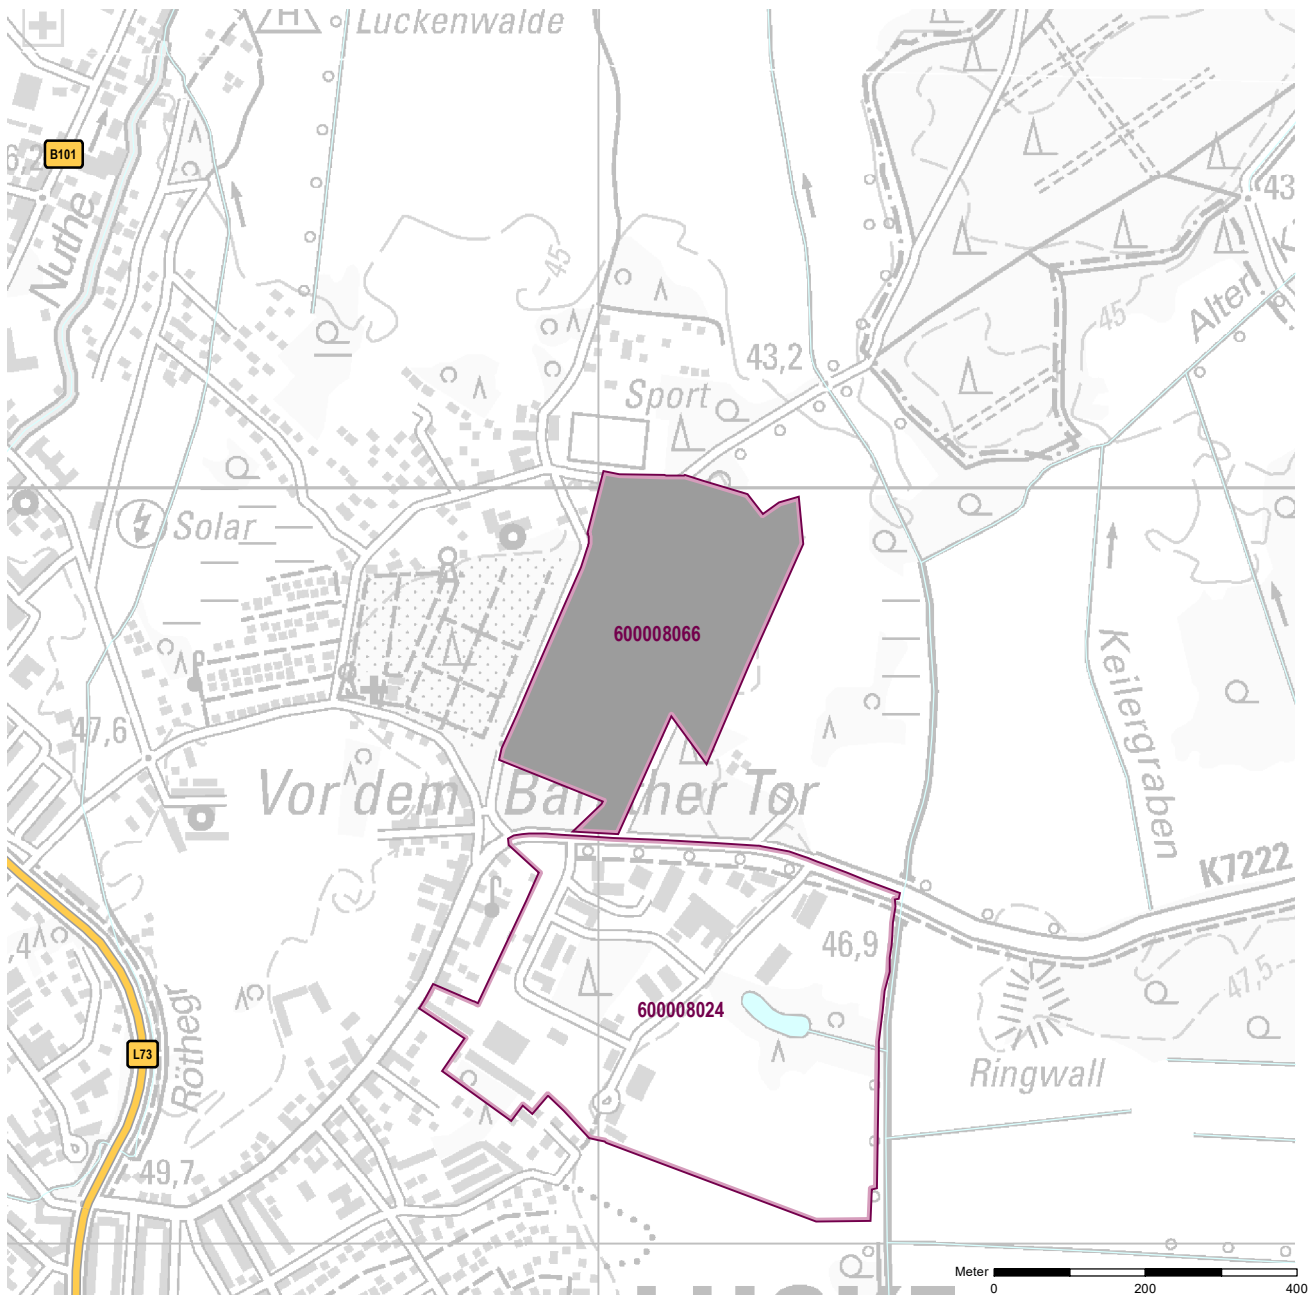 H
Luckenwalde
B101
Nuthe
45
43
43,2
45
Alter
Sport
Solar
600008066
Keilergraben
47,6
Vor dem
Tor
K7222
46,9
47,5
600008024
L73
Rothegr
Ringwall
49,7
Meter
0 200 400